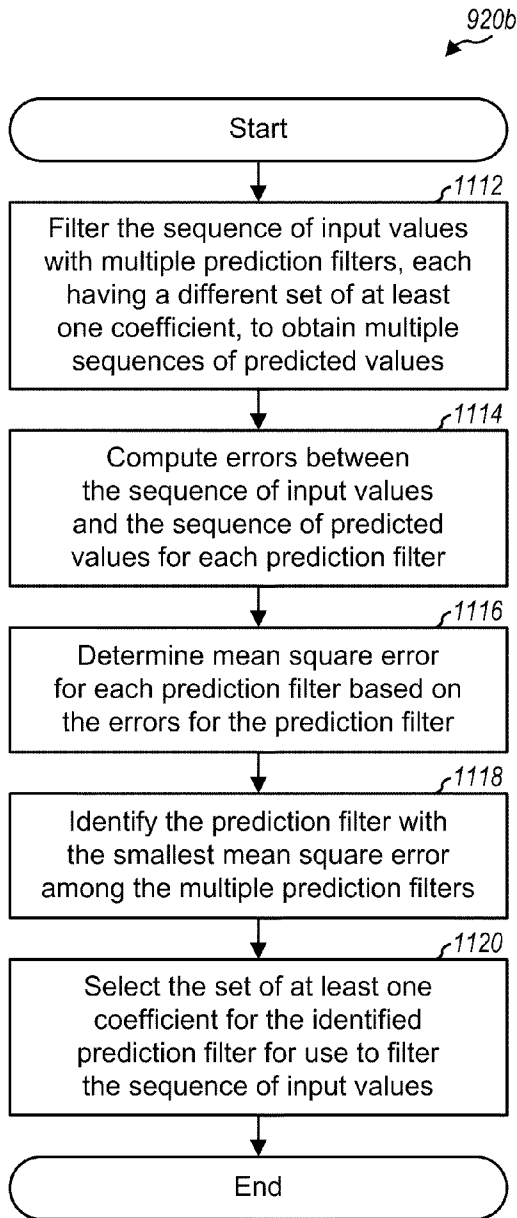 920b
Start
1112
Filter the sequence of input values
with multiple prediction filters, each
having a different set of at least
one coefficient, to obtain multiple
sequences of predicted values
1114
Compute errors between
the sequence of input values
and the sequence of predicted
values for each prediction filter
1116
Determine mean square error
for each prediction filter based on
the errors for the prediction filter
1118
Identify the prediction filter with
the smallest mean square error
among the multiple prediction filters
1120
Select the set of at least one
coefficient for the identified
prediction filter for use to filter
the sequence of input values
End